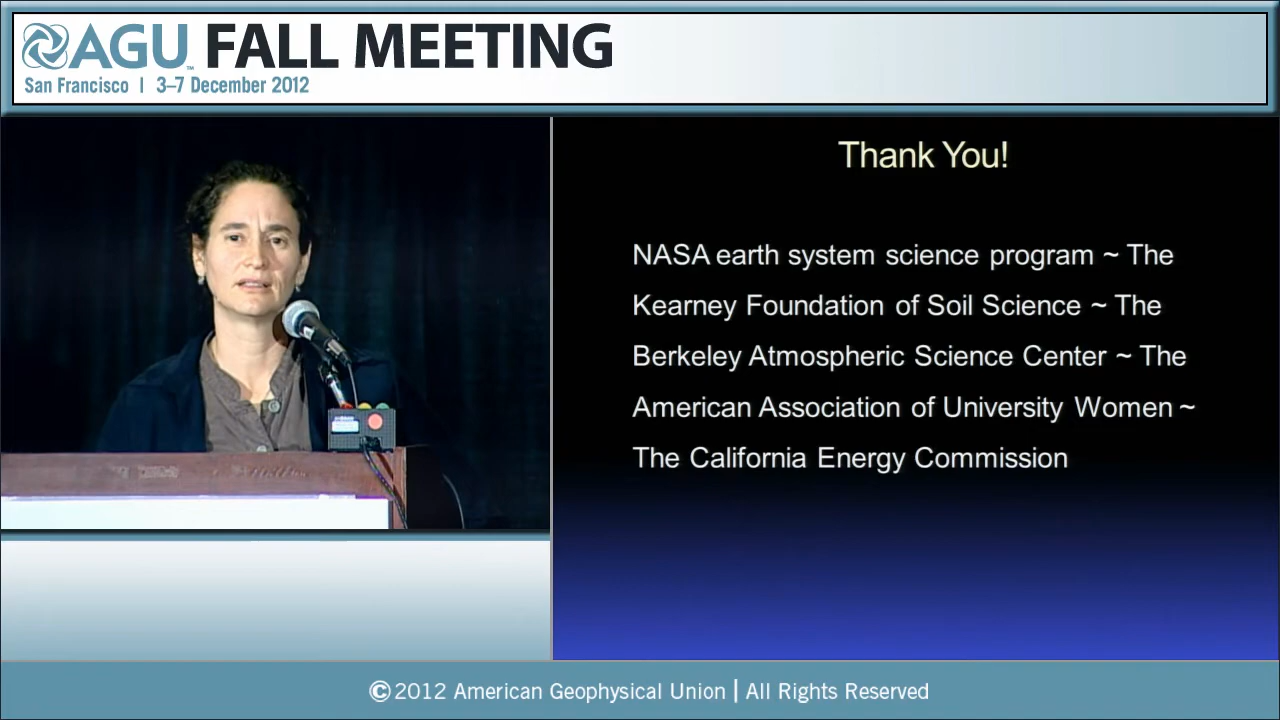 AGU™ FALL MEETING
San Francisco | 3–7 December 2012
Thank You!
NASA earth system science program ~ The
Kearney Foundation of Soil Science ~ The
Berkeley Atmospheric Science Center ~ The
American Association of University Women ~
The California Energy Commission
©2012 American Geophysical Union | All Rights Reserved